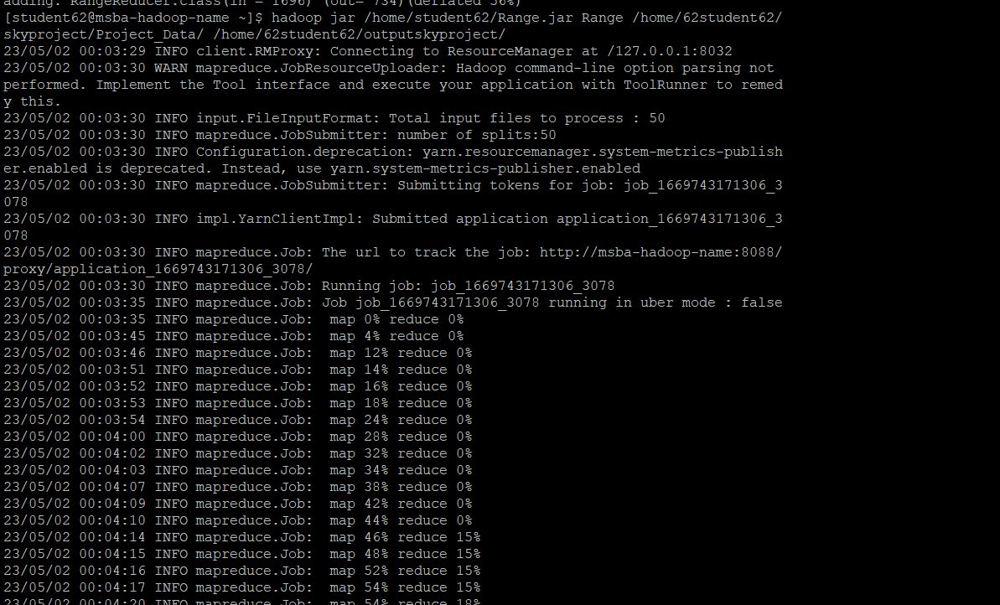 adding: RangeReducer.class(in = 1696) (out= 734)(deflated 56%)
[student62@msba-hadoop-name ~]$ hadoop jar /home/student62/Range.jar Range /home/62student62/
skyproject/Project_Data/ /home/62student62/outputskyproject/
23/05/02 00:03:29 INFO client.RMProxy: Connecting to ResourceManager at /127.0.0.1:8032
23/05/02 00:03:30 WARN mapreduce.JobResourceUploader: Hadoop command-line option parsing not
performed. Implement the Tool interface and execute your application with ToolRunner to remed
y this.
23/05/02 00:03:30 INFO input.FileInputFormat: Total input files to process : 50
23/05/02 00:03:30 INFO mapreduce.JobSubmitter: number of splits:50
23/05/02 00:03:30 INFO Configuration.deprecation: yarn.resourcemanager.system-metrics-publish
er.enabled is deprecated. Instead, use yarn.system-metrics-publisher.enabled
23/05/02 00:03:30 INFO mapreduce.JobSubmitter: Submitting tokens for job: job_1669743171306_3
078
23/05/02 00:03:30 INFO impl.YarnClientImpl: Submitted application application_1669743171306_3
078
23/05/02 00:03:30 INFO mapreduce.Job: The url to track the job: http://msba-hadoop-name:8088/
proxy/application_1669743171306_3078/
23/05/02 00:03:30 INFO mapreduce.Job: Running job: job_1669743171306_3078
23/05/02 00:03:35 INFO mapreduce.Job: Job job_1669743171306_3078 running in uber mode : false
23/05/02 00:03:35 INFO mapreduce.Job:  map 0% reduce 0%
23/05/02 00:03:45 INFO mapreduce.Job:  map 4% reduce 0%
23/05/02 00:03:46 INFO mapreduce.Job:  map 12% reduce 0%
23/05/02 00:03:51 INFO mapreduce.Job:  map 14% reduce 0%
23/05/02 00:03:52 INFO mapreduce.Job:  map 16% reduce 0%
23/05/02 00:03:53 INFO mapreduce.Job:  map 18% reduce 0%
23/05/02 00:03:54 INFO mapreduce.Job:  map 24% reduce 0%
23/05/02 00:04:00 INFO mapreduce.Job:  map 28% reduce 0%
23/05/02 00:04:02 INFO mapreduce.Job:  map 32% reduce 0%
23/05/02 00:04:03 INFO mapreduce.Job:  map 34% reduce 0%
23/05/02 00:04:07 INFO mapreduce.Job:  map 38% reduce 0%
23/05/02 00:04:09 INFO mapreduce.Job:  map 42% reduce 0%
23/05/02 00:04:10 INFO mapreduce.Job:  map 44% reduce 0%
23/05/02 00:04:14 INFO mapreduce.Job:  map 46% reduce 15%
23/05/02 00:04:15 INFO mapreduce.Job:  map 48% reduce 15%
23/05/02 00:04:16 INFO mapreduce.Job:  map 52% reduce 15%
23/05/02 00:04:17 INFO mapreduce.Job:  map 54% reduce 15%
23/05/02 00:04:20 INFO mapreduce.Job:  map 54% reduce 18%